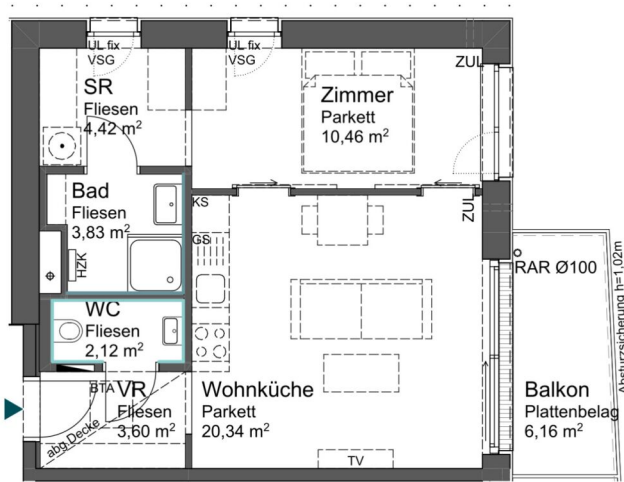 UL fix
VSG
UL fix
VSG
ZUL
SR
Fliesen
4,42 m²
Zimmer
Parkett
10,46 m²
Bad
Fliesen
3,83 m²
KS
ZUL
GS
HZK
RAR Ø100
Absturzsicherung h=1,02m
WC
Fliesen
2,12 m²
BTA
VR
Fliesen
3,60 m²
abg.Decke
Wohnküche
Parkett
20,34 m²
Balkon
Plattenbelag
6,16 m²
TV